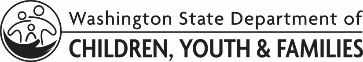 Washington State Department of
CHILDREN, YOUTH & FAMILIES